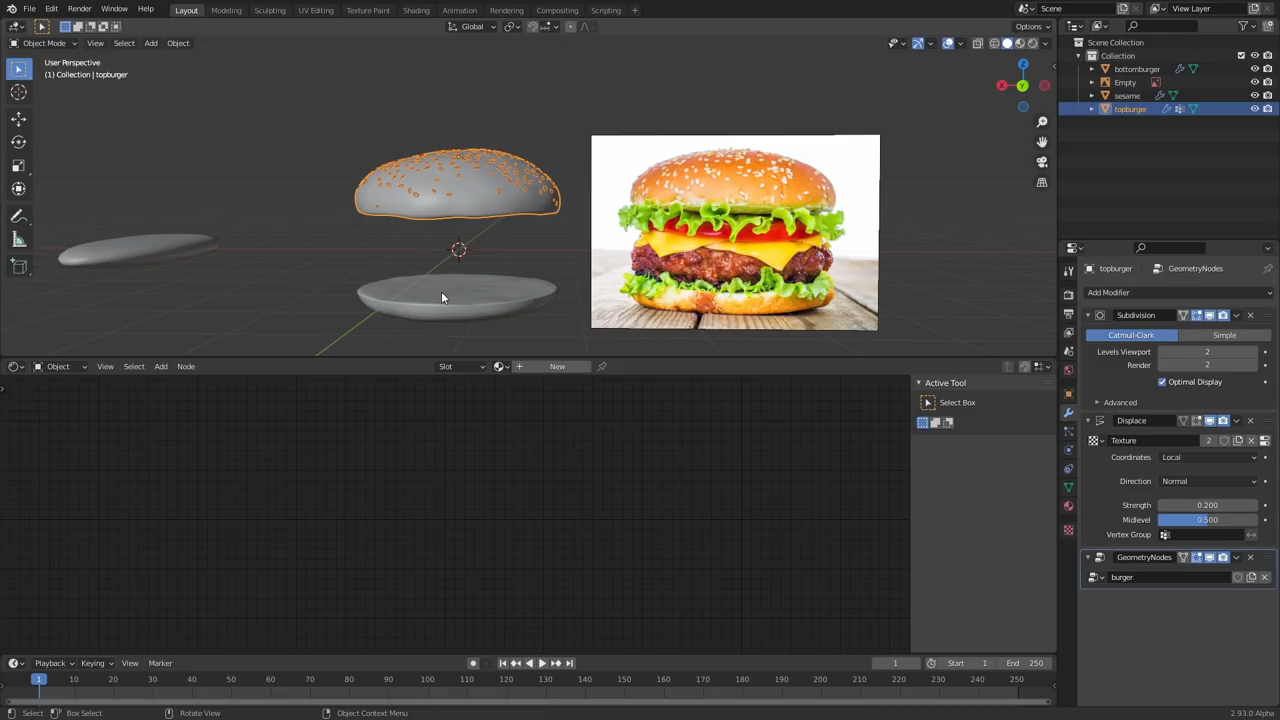 File Edit Render Window Help Layout Modeling Sculpting UV Editing Texture Paint Shading Animation Rendering Compositing Scripting + Scene View Layer
Global Options
Object Mode View Select Add Object
User Perspective
(1) Collection | topburger
X
Y
Z
Scene Collection
Collection
bottomburger
Empty
sesame
topburger
topburger GeometryNodes
Add Modifier
Subdivision
Catmull-Clark Simple
Levels Viewport 2
Render 2
Optimal Display
Advanced
Displace
Texture 2
Coordinates Local
Direction Normal
Strength 0.200
Midlevel 0.500
Vertex Group
GeometryNodes
burger
Object View Select Add Node Slot New
Active Tool
Select Box
Playback Keying View Marker 1 Start 1 End 250
1 10 20 30 40 50 60 70 80 90 100 110 120 130 140 150 160 170 180 190 200 210 220 230 240 250
Select Box Select Rotate View Object Context Menu 2.93.0 Alpha